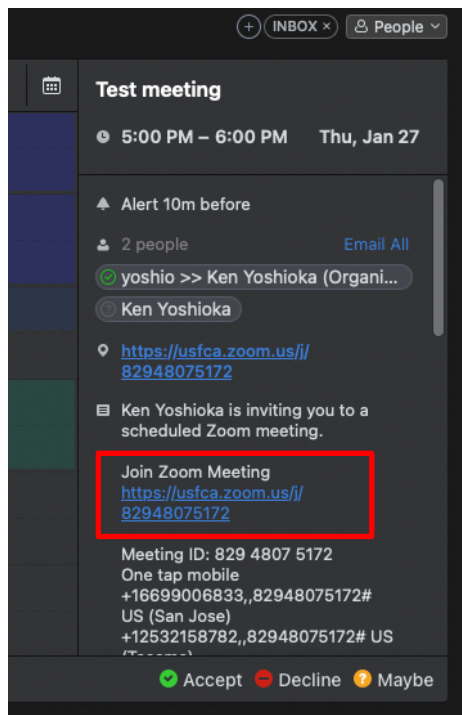 INBOX ×
People
Test meeting
5:00 PM – 6:00 PM Thu, Jan 27
Alert 10m before
2 people Email All
yoshio >> Ken Yoshioka (Organi...
Ken Yoshioka
https://usfca.zoom.us/j/
82948075172
Ken Yoshioka is inviting you to a
scheduled Zoom meeting.
Join Zoom Meeting
https://usfca.zoom.us/j/
82948075172
Meeting ID: 829 4807 5172
One tap mobile
+16699006833,,82948075172#
US (San Jose)
+12532158782,,82948075172# US
(Tacoma)
Accept Decline Maybe